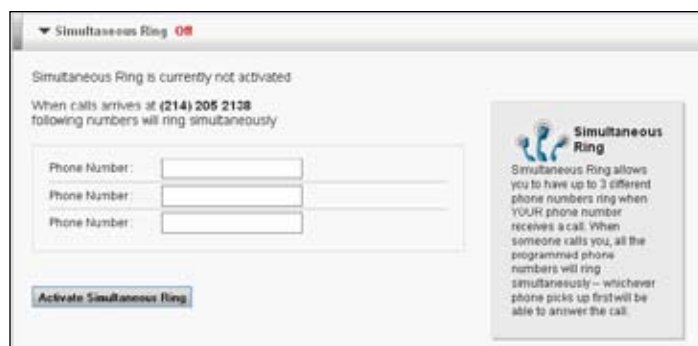 Simultaneous Ring Off
Simultaneous Ring is currently not activated
When calls arrives at (214) 205 2138
following numbers will ring simultaneously
Phone Number:
Phone Number:
Phone Number:
Activate Simultaneous Ring
Simultaneous
Ring
Simultaneous Ring allows
you to have up to 3 different
phone numbers ring when
YOUR phone number
receives a call. When
someone calls you, all the
programmed phone
numbers will ring
simultaneously -- whichever
phone picks up first will be
able to answer the call.